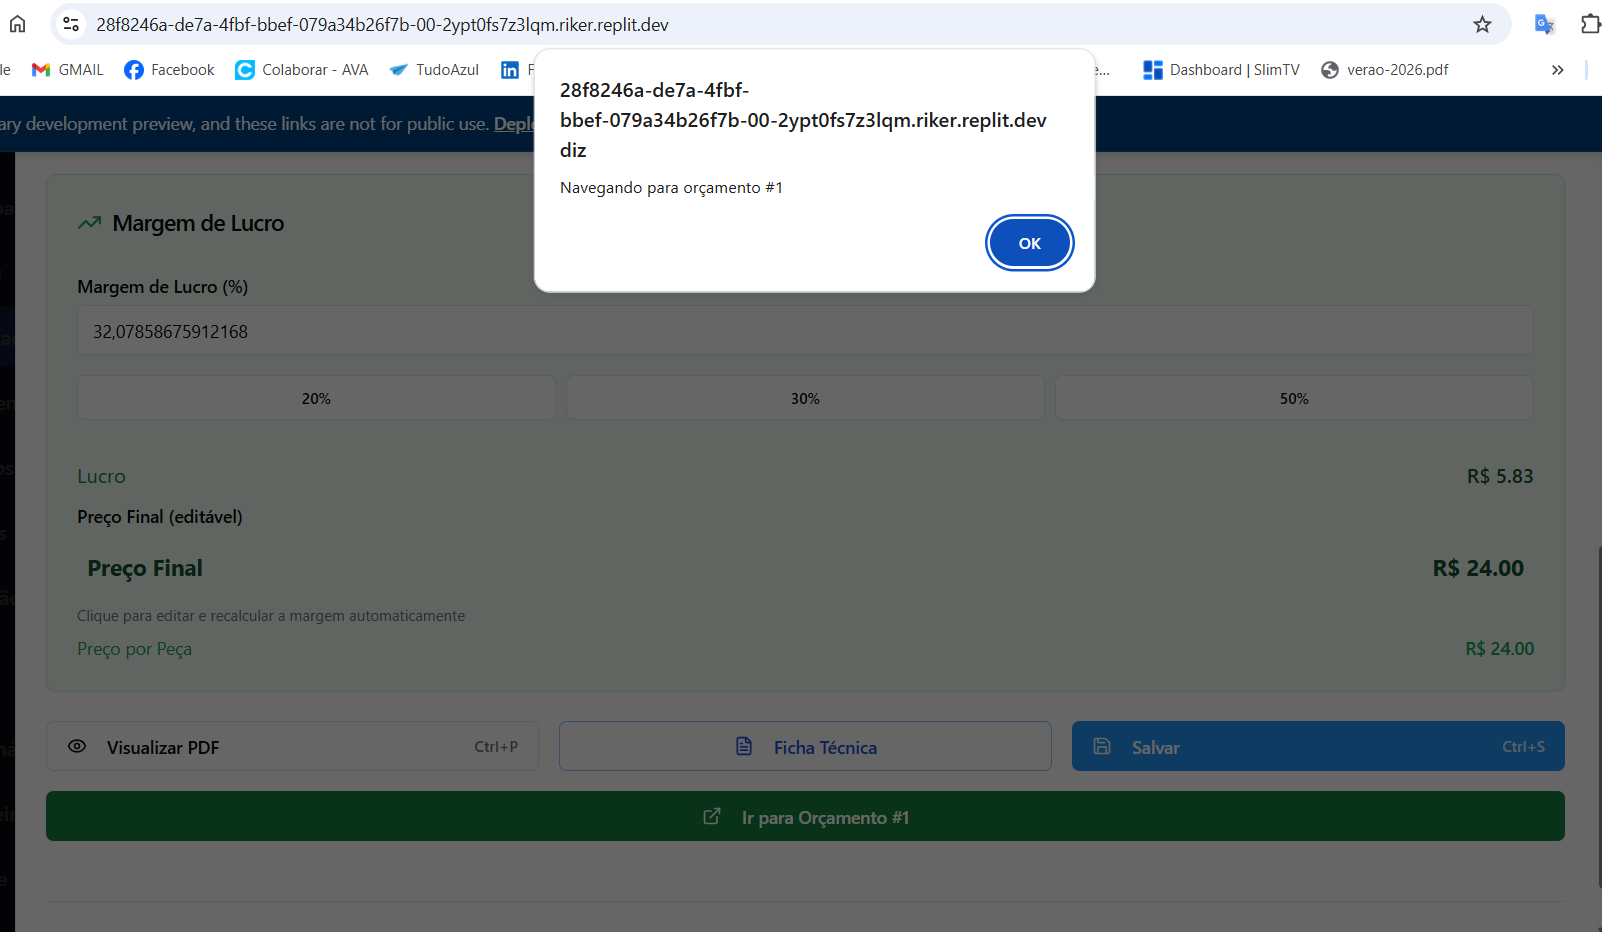 28f8246a-de7a-4fbf-bbef-079a34b26f7b-00-2ypt0fs7z3lqm.riker.replit.dev
le GMAIL Facebook Colaborar - AVA TudoAzul Dashboard | SlimTV verao-2026.pdf
28f8246a-de7a-4fbf-
bbef-079a34b26f7b-00-2ypt0fs7z3lqm.riker.replit.dev
diz
Navegando para orçamento #1
OK
ary development preview, and these links are not for public use. Deplo
Margem de Lucro
Margem de Lucro (%)
32,07858675912168
20% 30% 50%
Lucro R$ 5.83
Preço Final (editável)
Preço Final R$ 24.00
Clique para editar e recalcular a margem automaticamente
Preço por Peça R$ 24.00
Visualizar PDF Ctrl+P Ficha Técnica Salvar Ctrl+S
Ir para Orçamento #1